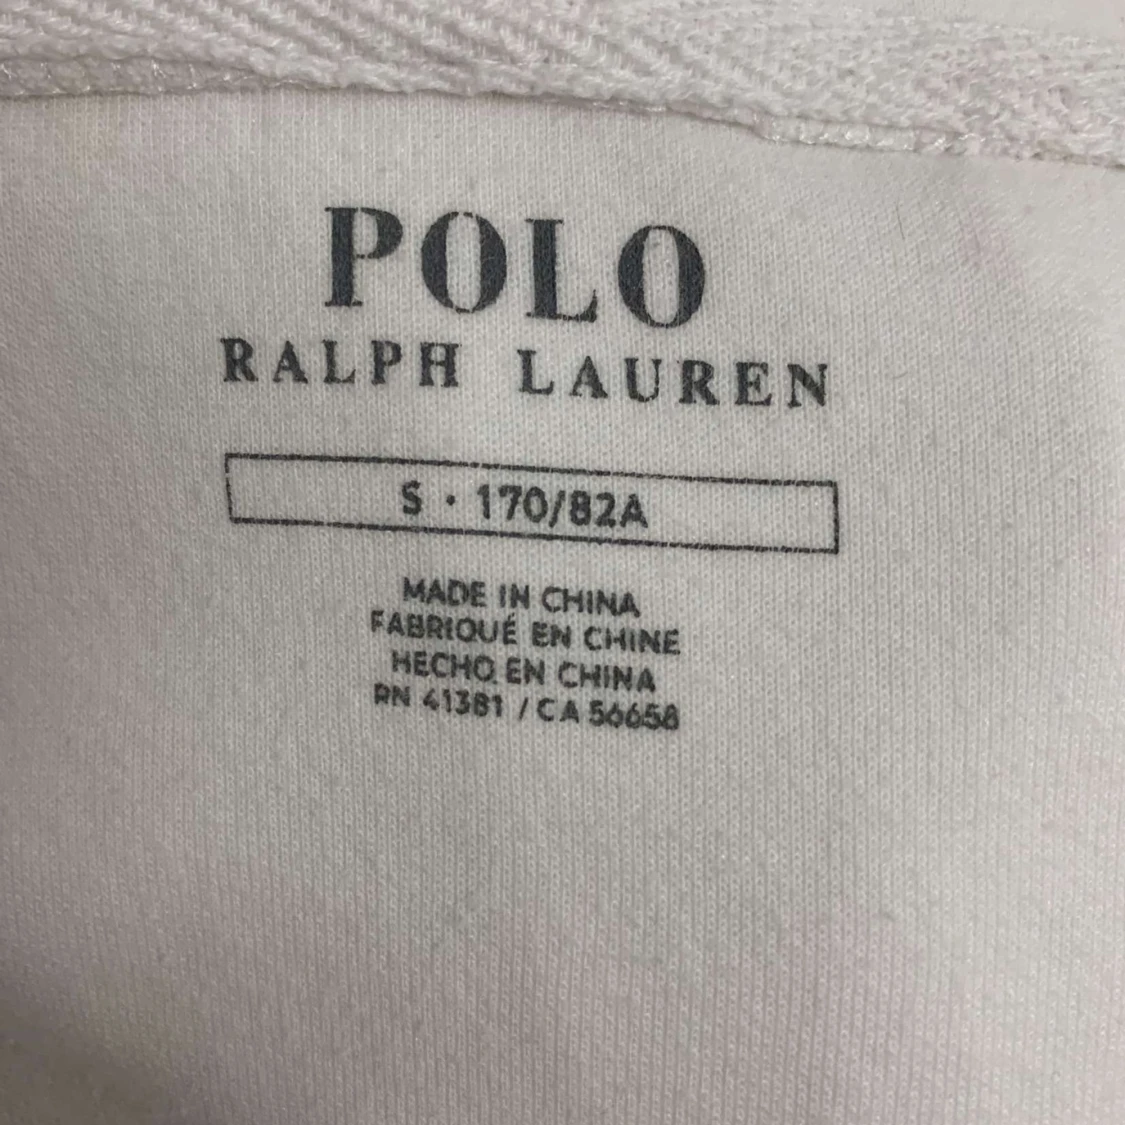 POLO
RALPH LAUREN
S · 170/82A
MADE IN CHINA
FABRIQUÉ EN CHINE
HECHO EN CHINA
RN 41381 / CA 56658